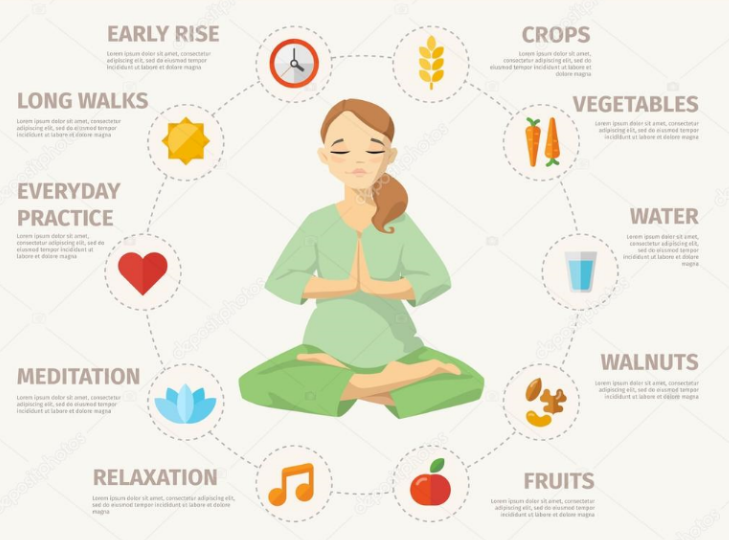 EARLY RISE
Lorem ipsum dolor sit amet, consectetur
adipiscing elit, sed do eiusmod tempor
incididunt ut labore et dolore magna
CROPS
Lorem ipsum dolor sit amet,
consectetur adipiscing elit, sed do
eiusmod tempor incididunt ut labore
et dolore magna
LONG WALKS
Lorem ipsum dolor sit amet, consectetur
adipiscing elit, sed do eiusmod tempor
incididunt ut labore et dolore magna
VEGETABLES
Lorem ipsum dolor sit amet, consectetur
adipiscing elit, sed do eiusmod tempor
incididunt ut labore et dolore magna
EVERYDAY
PRACTICE
Lorem ipsum dolor sit amet,
consectetur adipiscing elit, sed do
eiusmod tempor incididunt ut
labore et dolore magna
WATER
Lorem ipsum dolor sit amet,
consectetur adipiscing elit,
sed do eiusmod tempor
incididunt ut labore et dolore
magna
MEDITATION
Lorem ipsum dolor sit amet, consectetur
adipiscing elit, sed do eiusmod tempor
incididunt ut labore et dolore magna
WALNUTS
Lorem ipsum dolor sit amet, consectetur
adipiscing elit, sed do eiusmod tempor
incididunt ut labore et dolore magna
RELAXATION
Lorem ipsum dolor sit amet, consectetur adipiscing elit,
sed do eiusmod tempor incididunt ut labore et dolore
magna
FRUITS
Lorem ipsum dolor sit amet, consectetur
adipiscing elit, sed do eiusmod tempor
incididunt ut labore et dolore magna
depositphotos